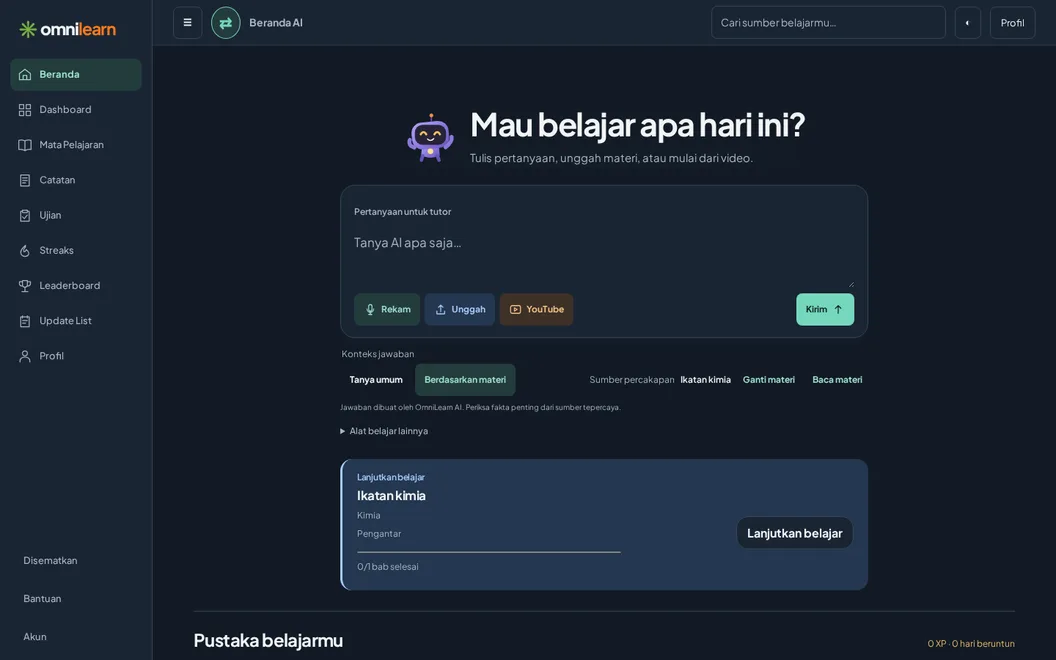 omnilearn
Beranda
Dashboard
Mata Pelajaran
Catatan
Ujian
Streaks
Leaderboard
Update List
Profil
Disematkan
Bantuan
Akun
Beranda AI
Cari sumber belajarmu...
Profil
Mau belajar apa hari ini?
Tulis pertanyaan, unggah materi, atau mulai dari video.
Pertanyaan untuk tutor
Tanya AI apa saja...
Rekam
Unggah
YouTube
Kirim
Konteks jawaban
Tanya umum
Berdasarkan materi
Sumber percakapan Ikatan kimia
Ganti materi
Baca materi
Jawaban dibuat oleh OmniLearn AI. Periksa fakta penting dari sumber tepercaya.
Alat belajar lainnya
Lanjutkan belajar
Ikatan kimia
Kimia
Pengantar
0/1 bab selesai
Lanjutkan belajar
Pustaka belajarmu
0 XP · 0 hari beruntun